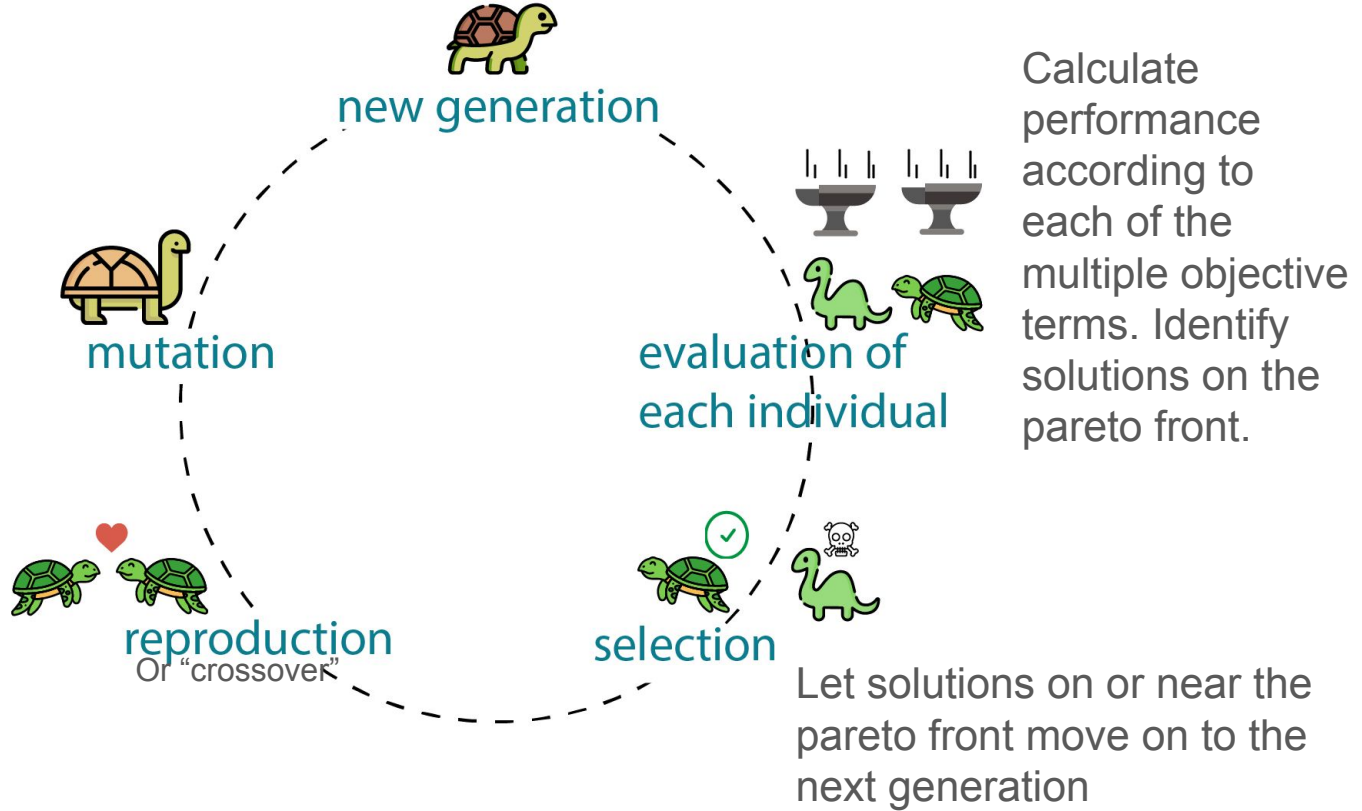 new generation
Calculate
performance
according to
each of the
multiple objective
terms. Identify
solutions on the
pareto front.
mutation
evaluation of
each individual
reproduction
Or “crossover”
selection
Let solutions on or near the
pareto front move on to the
next generation